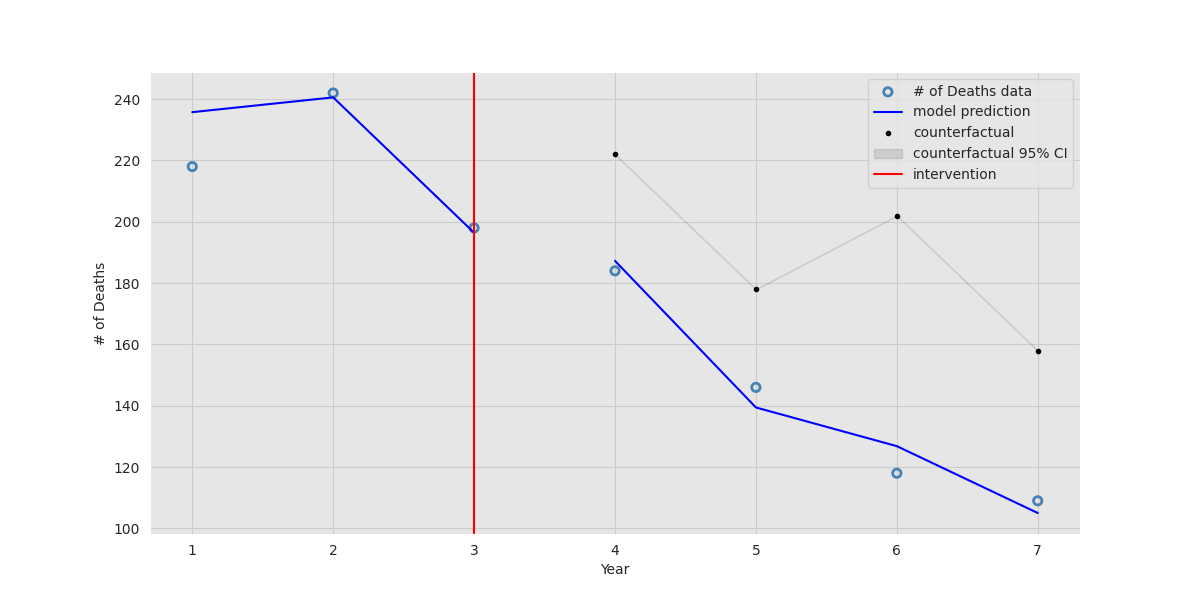 # of Deaths data
model prediction
counterfactual
counterfactual 95% CI
intervention
240
220
200
180
160
140
120
100
# of Deaths
1 2 3 4 5 6 7
Year